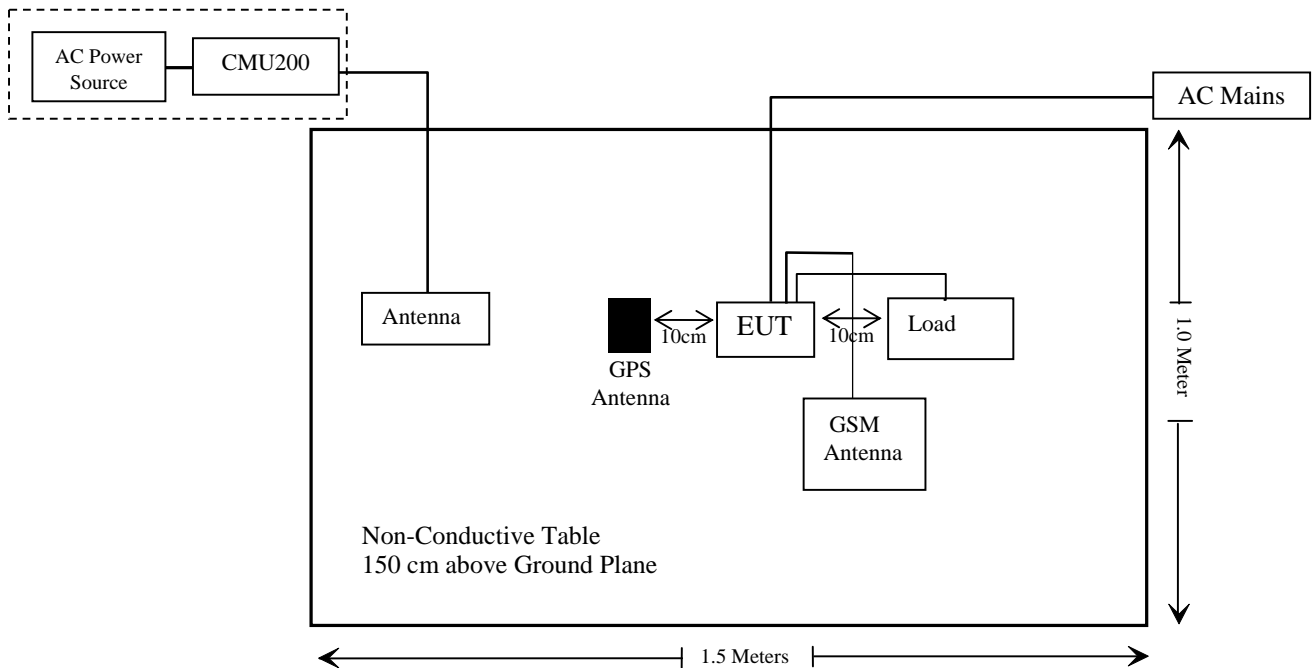 AC Power
Source
CMU200
AC Mains
Antenna
GPS
Antenna
10cm
EUT
10cm
Load
GSM
Antenna
1.0 Meter
Non-Conductive Table
150 cm above Ground Plane
1.5 Meters